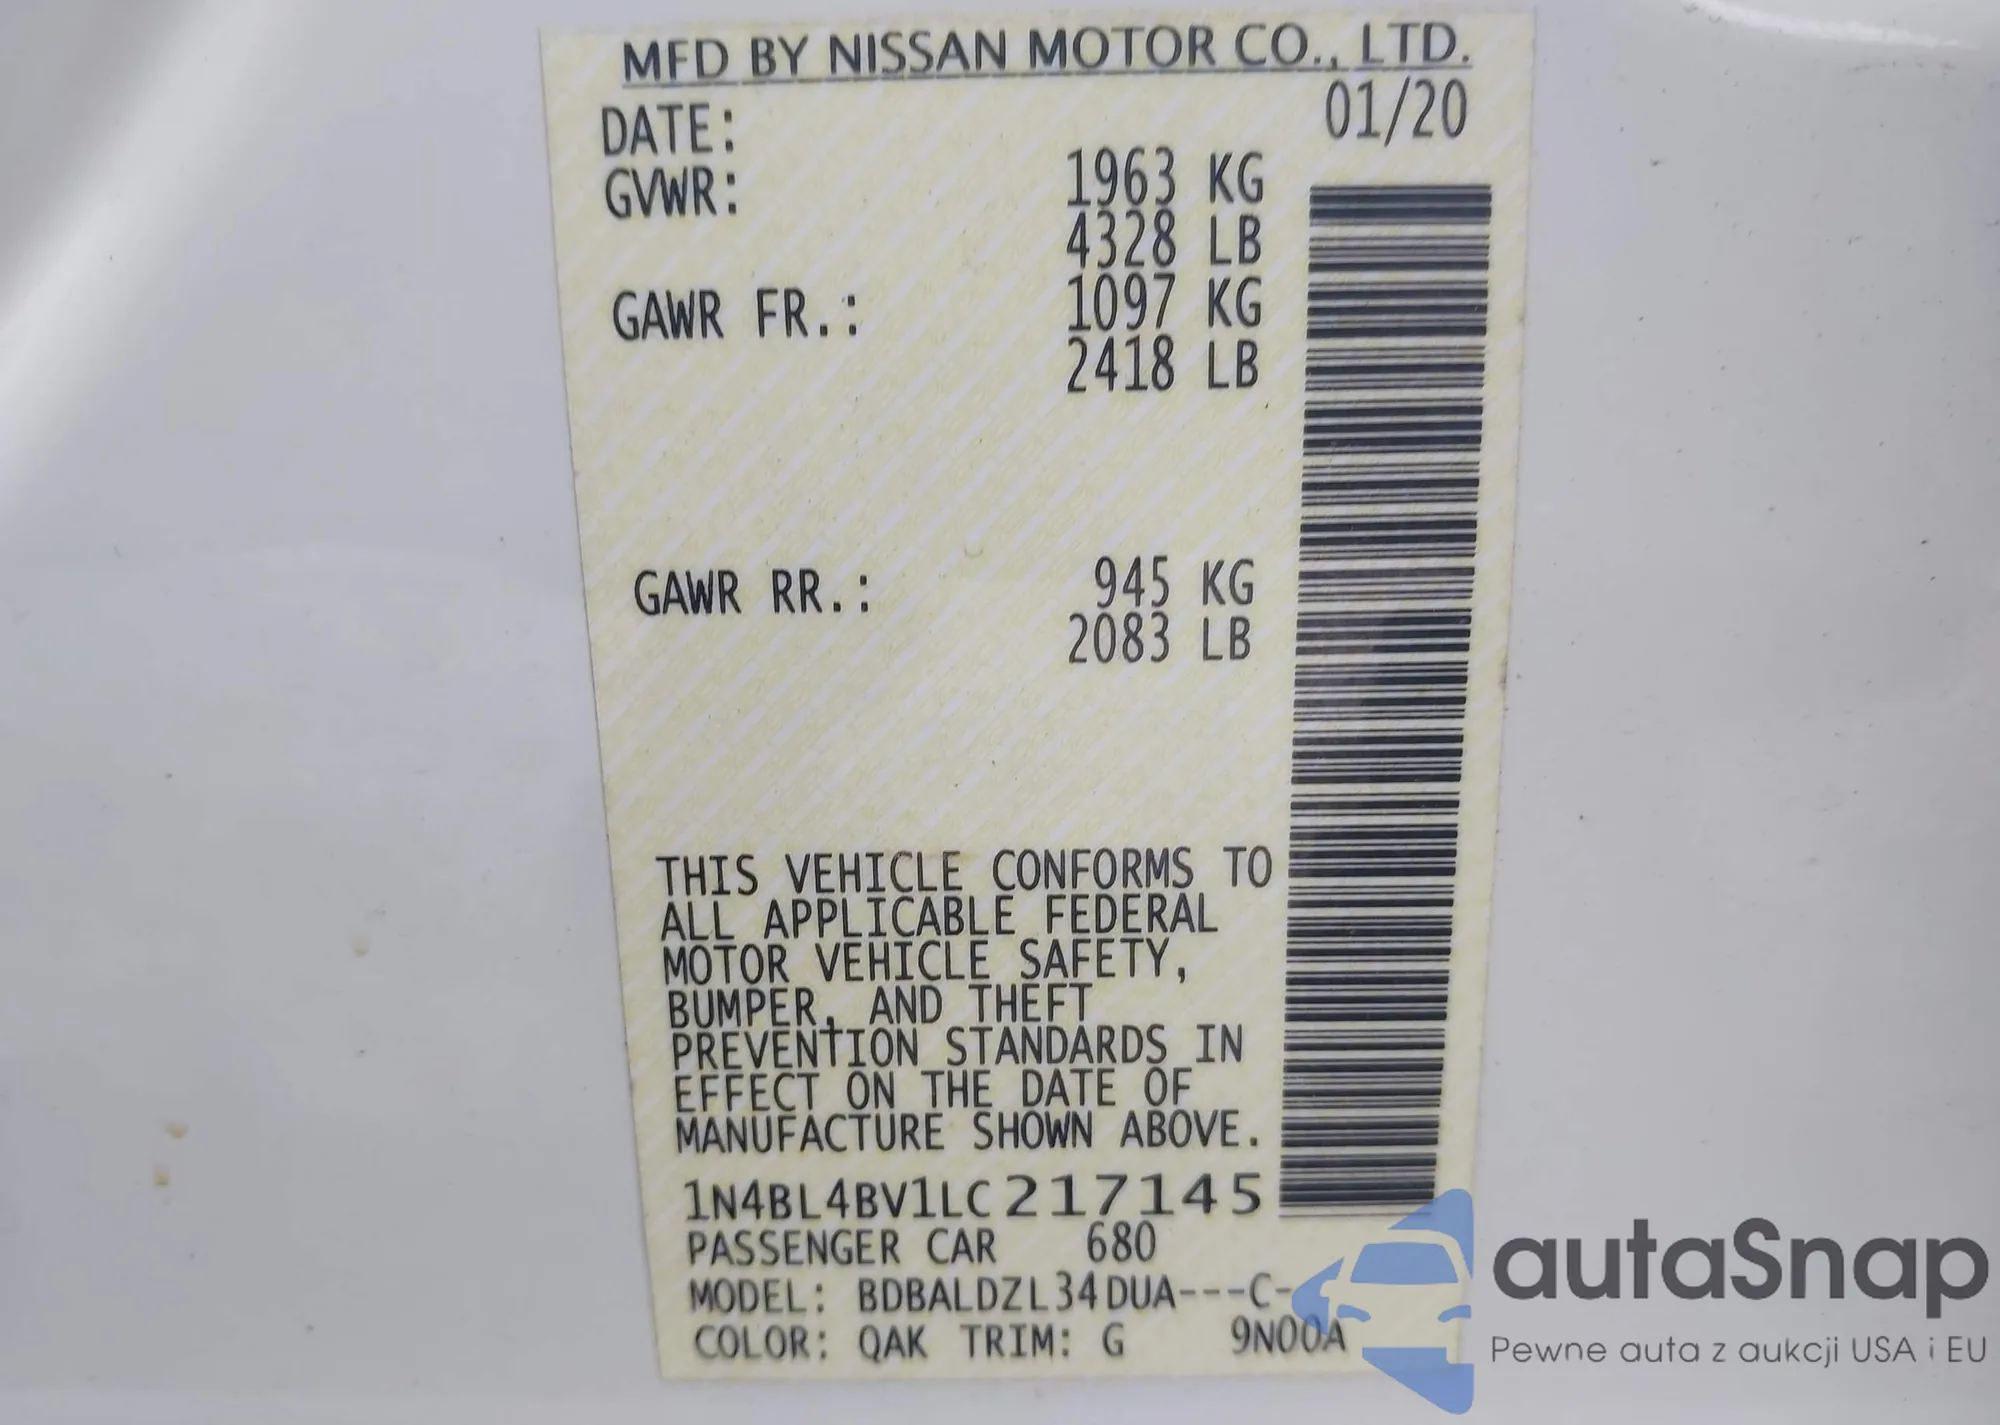 MFD BY NISSAN MOTOR CO., LTD.
DATE: 01/20
GVWR: 1963 KG
4328 LB
GAWR FR.: 1097 KG
2418 LB
GAWR RR.: 945 KG
2083 LB
THIS VEHICLE CONFORMS TO
ALL APPLICABLE FEDERAL
MOTOR VEHICLE SAFETY,
BUMPER, AND THEFT
PREVENTION STANDARDS IN
EFFECT ON THE DATE OF
MANUFACTURE SHOWN ABOVE.
1N4BL4BV1LC217145
PASSENGER CAR 680
MODEL: BDBALDZL34DUA---C-
COLOR: QAK TRIM: G 9N00A
autaSnap
Pewne auta z aukcji USA i EU